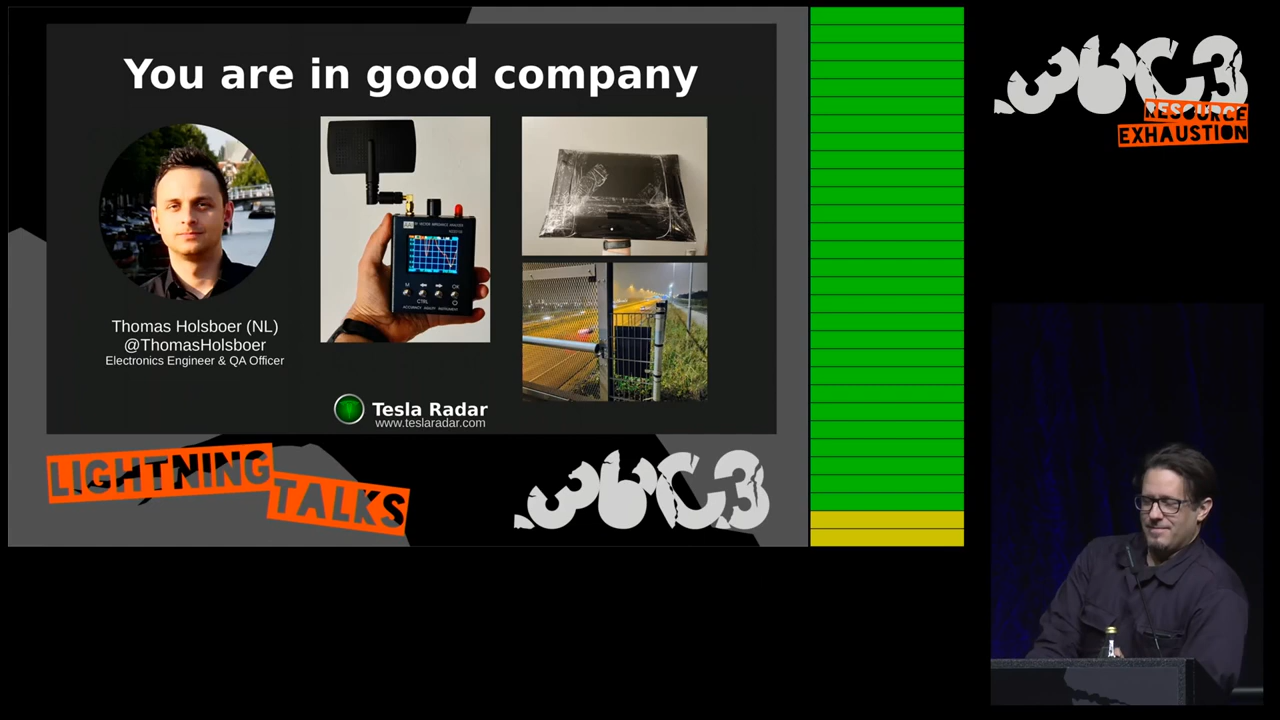 You are in good company
Thomas Holsboer (NL)
@ThomasHolsboer
Electronics Engineer & QA Officer
Tesla Radar
www.teslaradar.com
LIGHTNING
TALKS
36C3
36C3
RESOURCE
EXHAUSTION